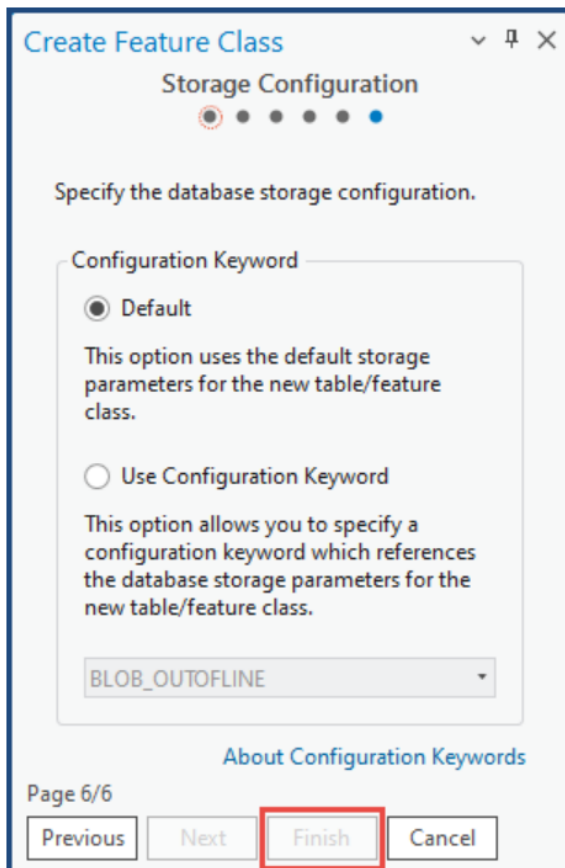 Create Feature Class
Storage Configuration
Specify the database storage configuration.
Configuration Keyword
Default
This option uses the default storage
parameters for the new table/feature
class.
Use Configuration Keyword
This option allows you to specify a
configuration keyword which references
the database storage parameters for the
new table/feature class.
BLOB_OUTOFLINE
About Configuration Keywords
Page 6/6
Previous Next Finish Cancel